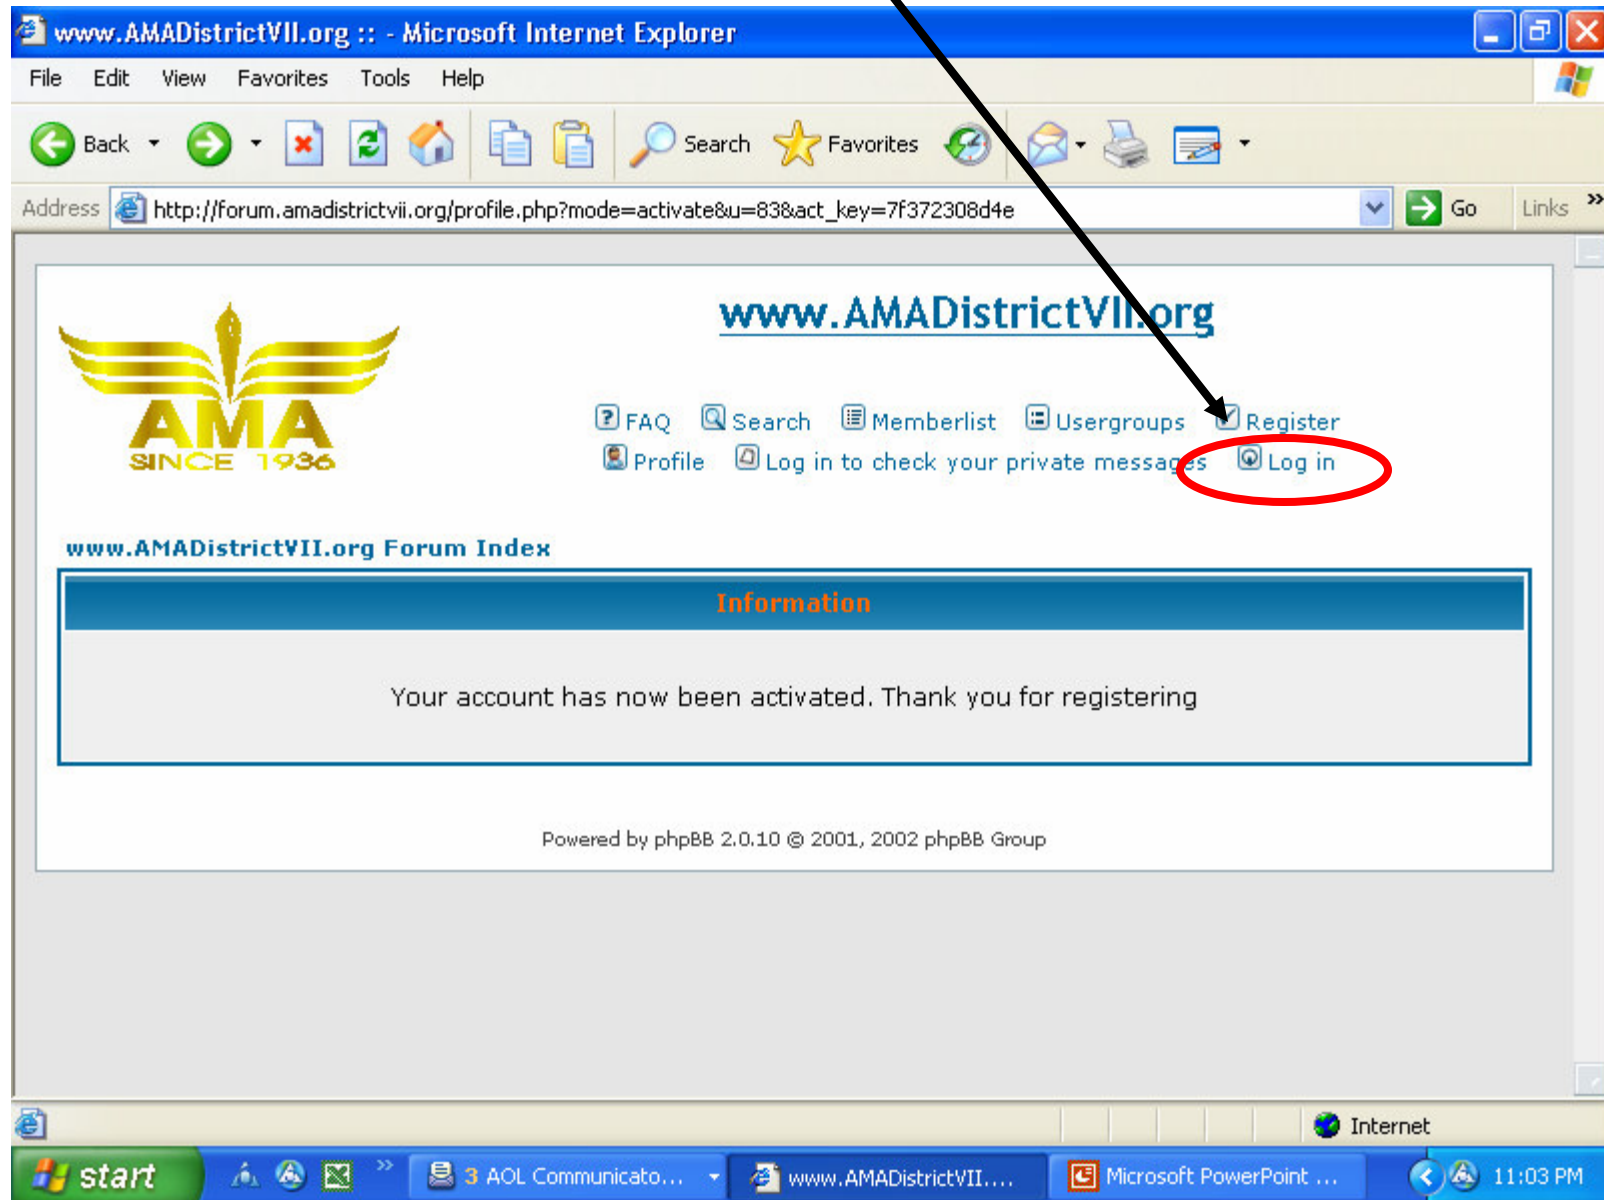 www.AMADistrictVII.org :: - Microsoft Internet Explorer
File Edit View Favorites Tools Help
Back Search Favorites
Address http://forum.amadistrictvii.org/profile.php?mode=activate&u=83&act_key=7f372308d4e Go Links »
www.AMADistrictVII.org
AMA
SINCE 1936
FAQ Search Memberlist Usergroups Register
Profile Log in to check your private messages Log in
www.AMADistrictVII.org Forum Index
Information
Your account has now been activated. Thank you for registering
Powered by phpBB 2.0.10 © 2001, 2002 phpBB Group
Internet
start » 3 AOL Communicato... www.AMADistrictVII.... Microsoft PowerPoint ... 11:03 PM